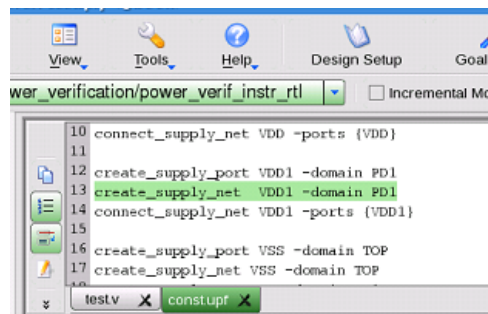 View Tools Help Design Setup Goal
wer_verification/power_verif_instr_rtl Incremental Mo
10 connect_supply_net VDD -ports {VDD}
11
12 create_supply_port VDD1 -domain PD1
13 create_supply_net VDD1 -domain PD1
14 connect_supply_net VDD1 -ports {VDD1}
15
16 create_supply_port VSS -domain TOP
17 create_supply_net VSS -domain TOP
test.v X const.upf X